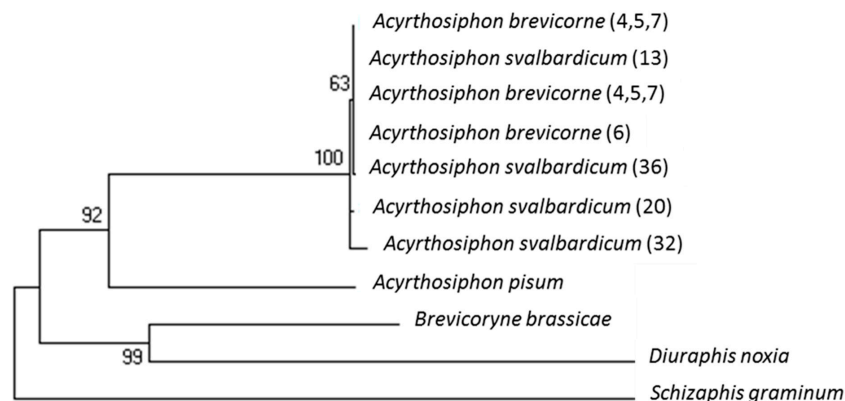 Acyrthosiphon brevicorne (4,5,7)
Acyrthosiphon svalbardicum (13)
63
Acyrthosiphon brevicorne (4,5,7)
Acyrthosiphon brevicorne (6)
100
Acyrthosiphon svalbardicum (36)
92
Acyrthosiphon svalbardicum (20)
Acyrthosiphon svalbardicum (32)
Acyrthosiphon pisum
Brevicoryne brassicae
99
Diuraphis noxia
Schizaphis graminum